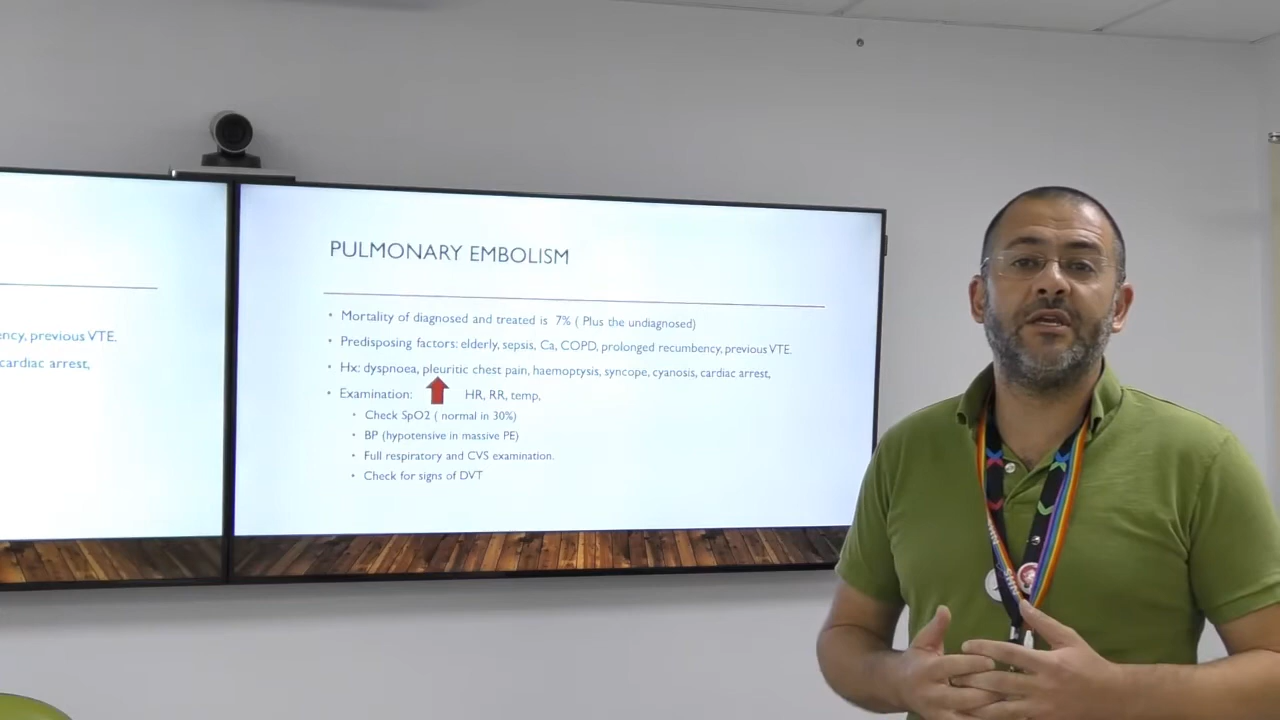 ency, previous VTE.
cardiac arrest,
PULMONARY EMBOLISM
• Mortality of diagnosed and treated is 7% ( Plus the undiagnosed)
• Predisposing factors: elderly, sepsis, Ca, COPD, prolonged recumbency, previous VTE.
• Hx: dyspnoea, pleuritic chest pain, haemoptysis, syncope, cyanosis, cardiac arrest,
• Examination: HR, RR, temp,
• Check SpO2 ( normal in 30%)
• BP (hypotensive in massive PE)
• Full respiratory and CVS examination.
• Check for signs of DVT